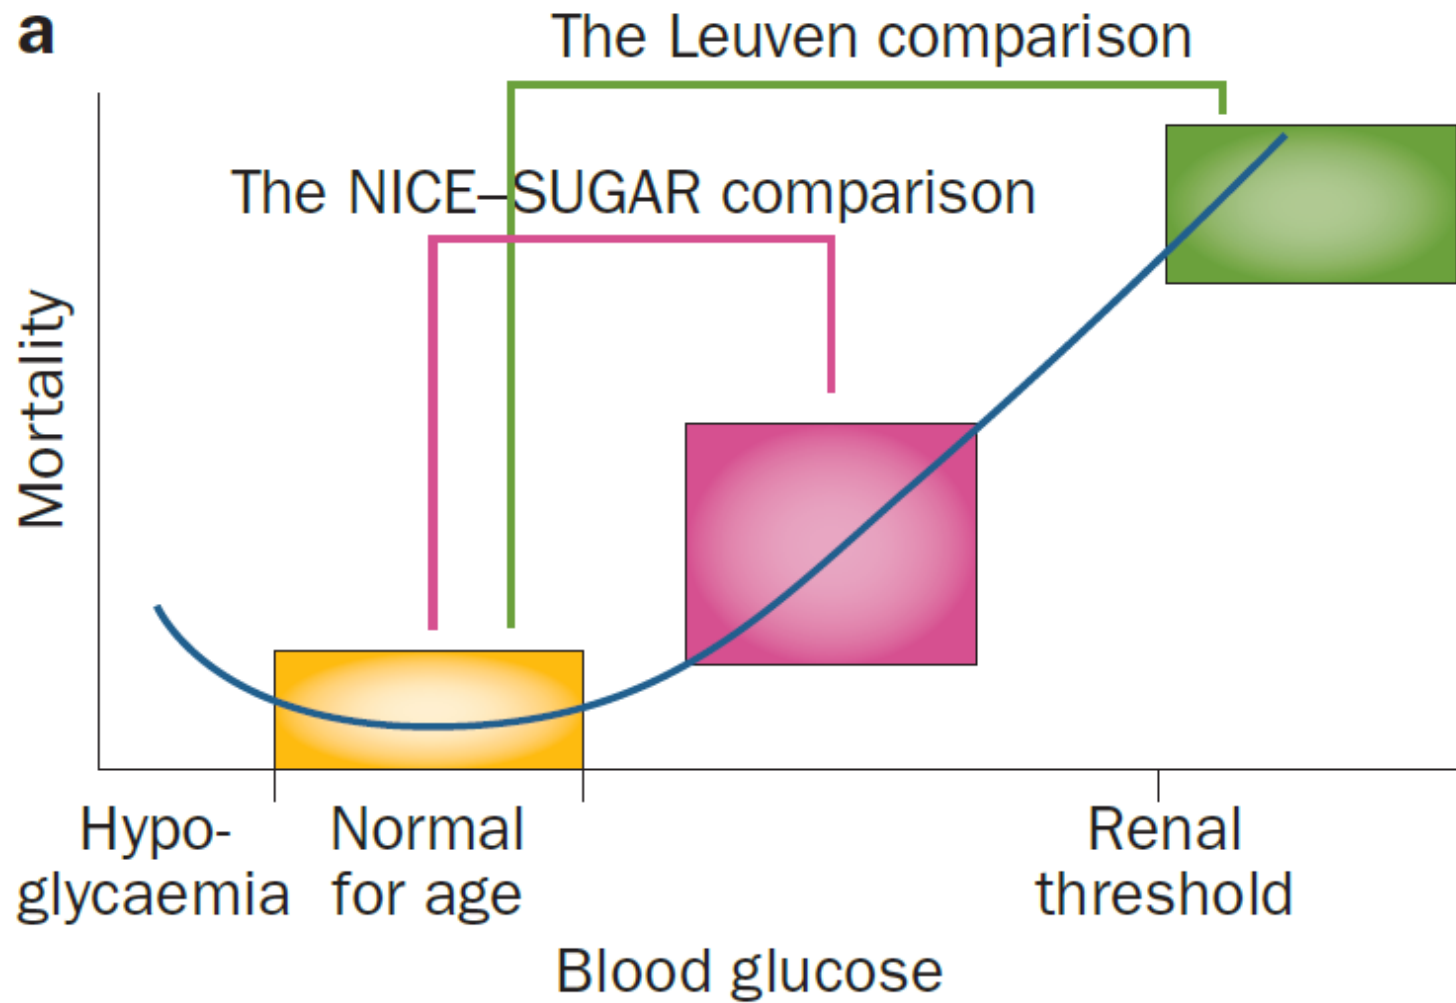 a
The Leuven comparison
The NICE–SUGAR comparison
Mortality
Hypo-
glycaemia
Normal
for age
Renal
threshold
Blood glucose